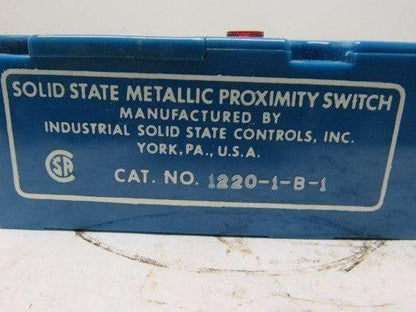 SOLID STATE METALLIC PROXIMITY SWITCH
MANUFACTURED BY
INDUSTRIAL SOLID STATE CONTROLS, INC.
YORK, PA., U.S.A.
SA
CAT. NO. 1220-1-B-1